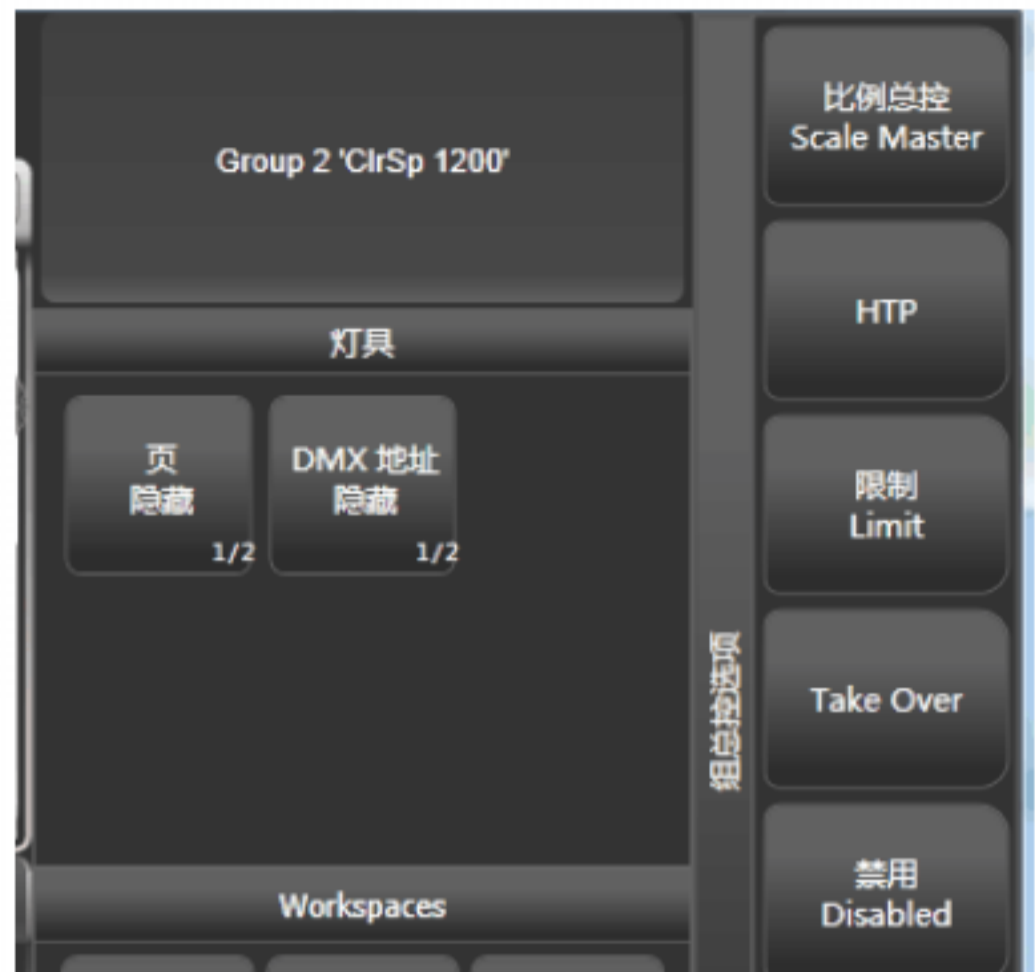 Group 2 'ClrSp 1200'
灯具
页
隐藏
1/2
DMX 地址
隐藏
1/2
Workspaces
组总控选项
比例总控
Scale Master
HTP
限制
Limit
Take Over
禁用
Disabled